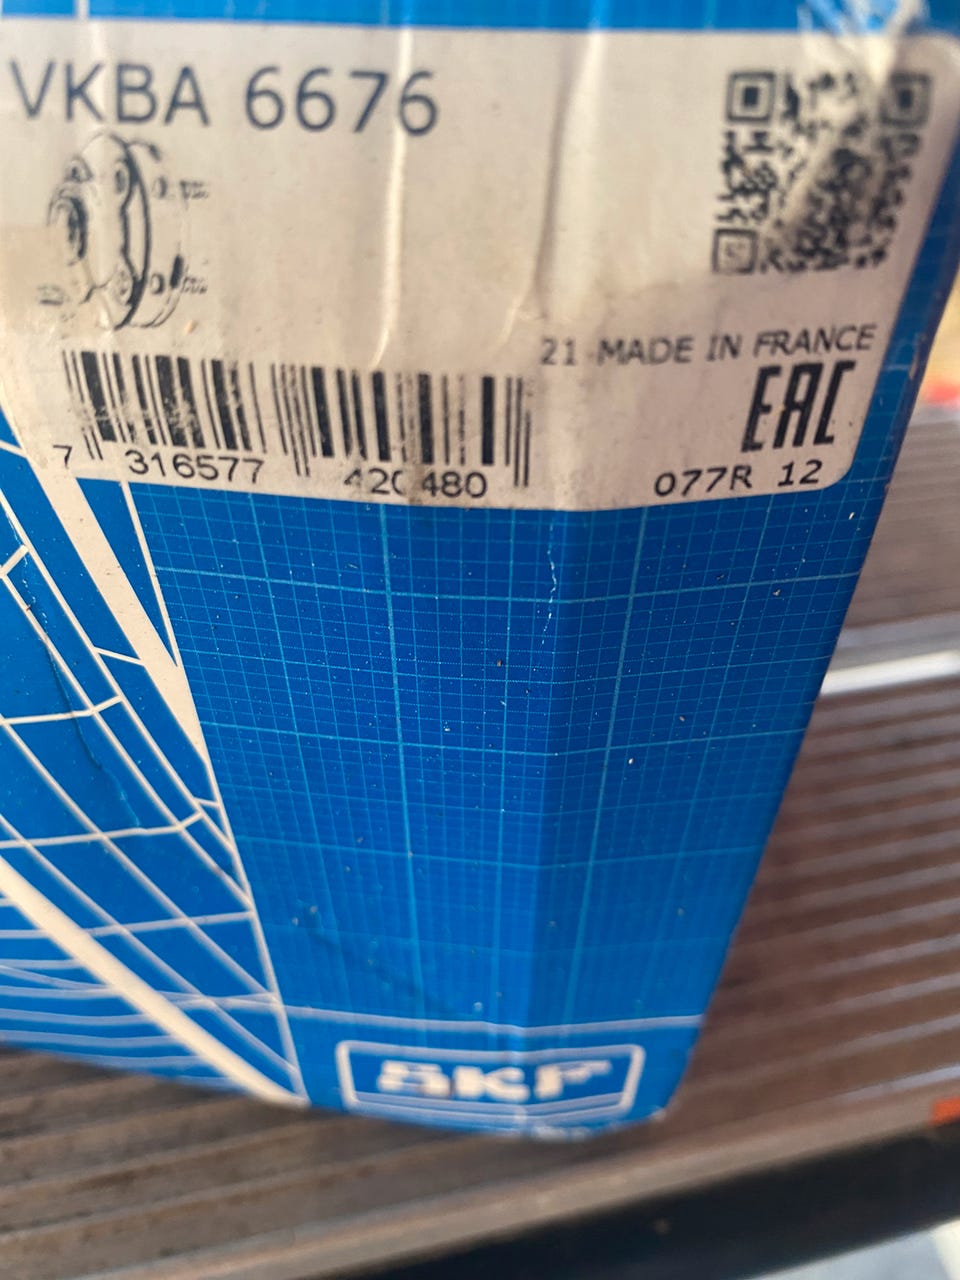 VKBA 6676
21 MADE IN FRANCE
EAC
7 316577 420480
077R 12
SKF